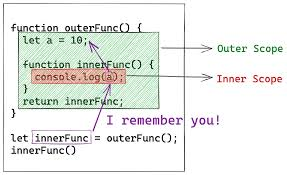 function outerFunc() {
let a = 10;
function innerFunc() {
console.log(a);
}
return innerFunc;
}
let innerFunc = outerFunc();
innerFunc()
Outer Scope
Inner Scope
I remember you!